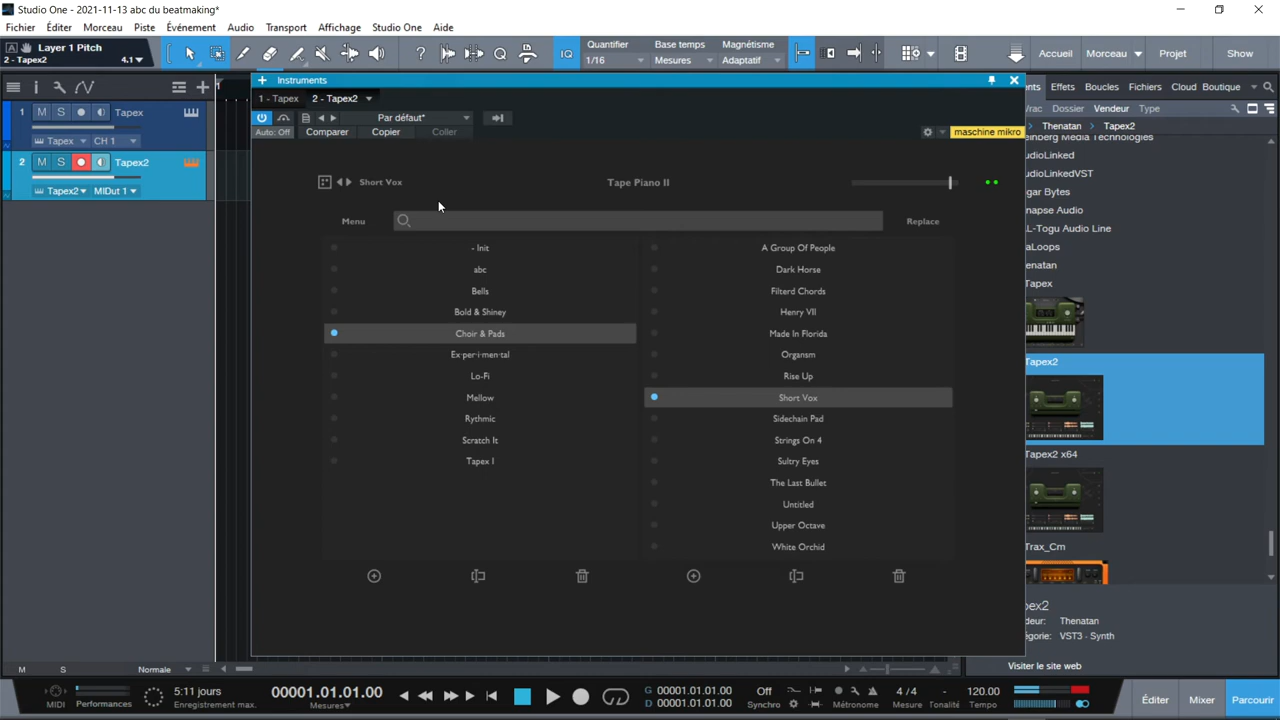 Studio One - 2021-11-13 abc du beatmaking*
Fichier Éditer Morceau Piste Événement Audio Transport Affichage Studio One Aide
Layer 1 Pitch
2 - Tapex2 4.1
IQ
Quantifier Base temps Magnétisme
1/16 Mesures Adaptatif
Accueil Morceau Projet Show
Instruments
1 - Tapex 2 - Tapex2
Effets Boucles Fichiers Cloud Boutique
Dossier Vendeur Type
Thenatan Tapex2
1 M S Tapex
Tapex CH 1
2 M S Tapex2
Tapex2 MIDut 1
Par défaut*
Auto: Off Comparer Copier Coller
maschine mikro
Short Vox Tape Piano II
Menu Replace
- Init
abc
Bells
Bold & Shiney
Choir & Pads
Ex·per·i·men·tal
Lo-Fi
Mellow
Rythmic
Scratch It
Tapex I
A Group Of People
Dark Horse
Filterd Chords
Henry VII
Made In Florida
Organsm
Rise Up
Short Vox
Sidechain Pad
Strings On 4
Sultry Eyes
The Last Bullet
Untitled
Upper Octave
White Orchid
einberg Media Technologies
udioLinked
udioLinkedVST
gar Bytes
napse Audio
AL-Togu Audio Line
aLoops
henatan
Tapex
Tapex2
Tapex2 x64
Trax_Cm
pex2
deur: Thenatan
égorie: VST3 - Synth
Visiter le site web
M S Normale
MIDI Performances
5:11 jours
Enregistrement max.
00001.01.01.00
Mesures
G 00001.01.01.00
D 00001.01.01.00
Off
Synchro
Métronome
4 / 4
Mesure
-
Tonalité
120.00
Tempo
Éditer Mixer Parcourir